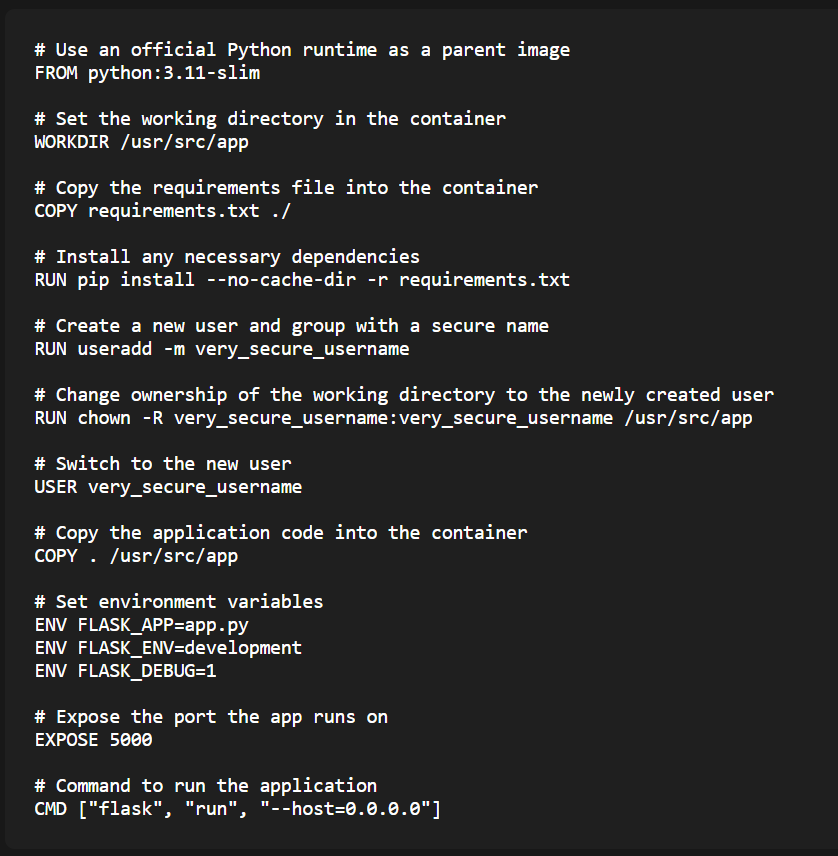 # Use an official Python runtime as a parent image
FROM python:3.11-slim
# Set the working directory in the container
WORKDIR /usr/src/app
# Copy the requirements file into the container
COPY requirements.txt ./
# Install any necessary dependencies
RUN pip install --no-cache-dir -r requirements.txt
# Create a new user and group with a secure name
RUN useradd -m very_secure_username
# Change ownership of the working directory to the newly created user
RUN chown -R very_secure_username:very_secure_username /usr/src/app
# Switch to the new user
USER very_secure_username
# Copy the application code into the container
COPY . /usr/src/app
# Set environment variables
ENV FLASK_APP=app.py
ENV FLASK_ENV=development
ENV FLASK_DEBUG=1
# Expose the port the app runs on
EXPOSE 5000
# Command to run the application
CMD ["flask", "run", "--host=0.0.0.0"]